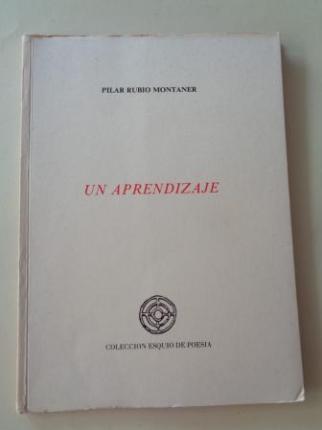 PILAR RUBIO MONTANER
UN APRENDIZAJE
COLECCION ESQUIO DE POESIA